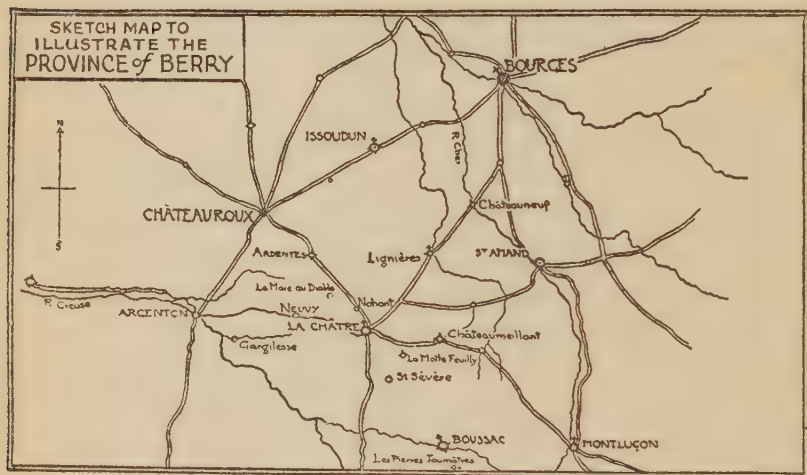 SKETCH MAP TO
ILLUSTRATE THE
PROVINCE of BERRY
BOURGES
ISSOUDUN
R Cher
N
CHÂTEAUROUX
Châteauneuf
S
ARDENTES
Lignières
ST AMAND
La Mare au Diable
R Creuse
Nohant
ARGENTON
NEUVY
LA CHÂTRE
Châteaumeillant
Gargilesse
La Motte Feuilly
St Sévère
BOUSSAC
MONTLUÇON
Les Pierres Jaumâtres